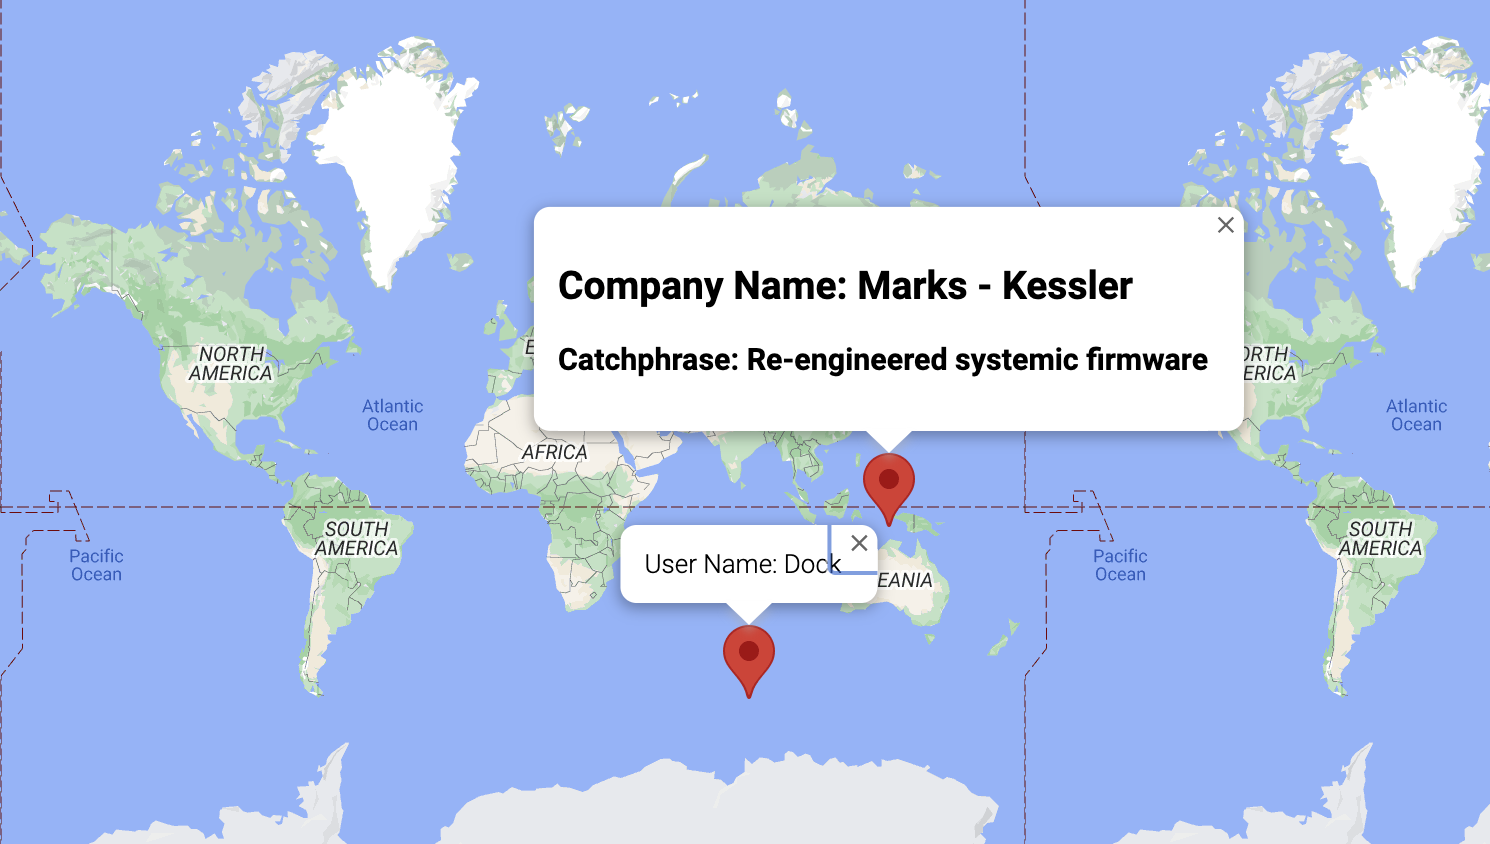 Company Name: Marks - Kessler
Catchphrase: Re-engineered systemic firmware
NORTH
AMERICA
Atlantic
Ocean
E
AFRICA
ORTH
ERICA
Atlantic
Ocean
SOUTH
AMERICA
Pacific
Ocean
User Name: Dock
EANIA
Pacific
Ocean
SOUTH
AMERICA